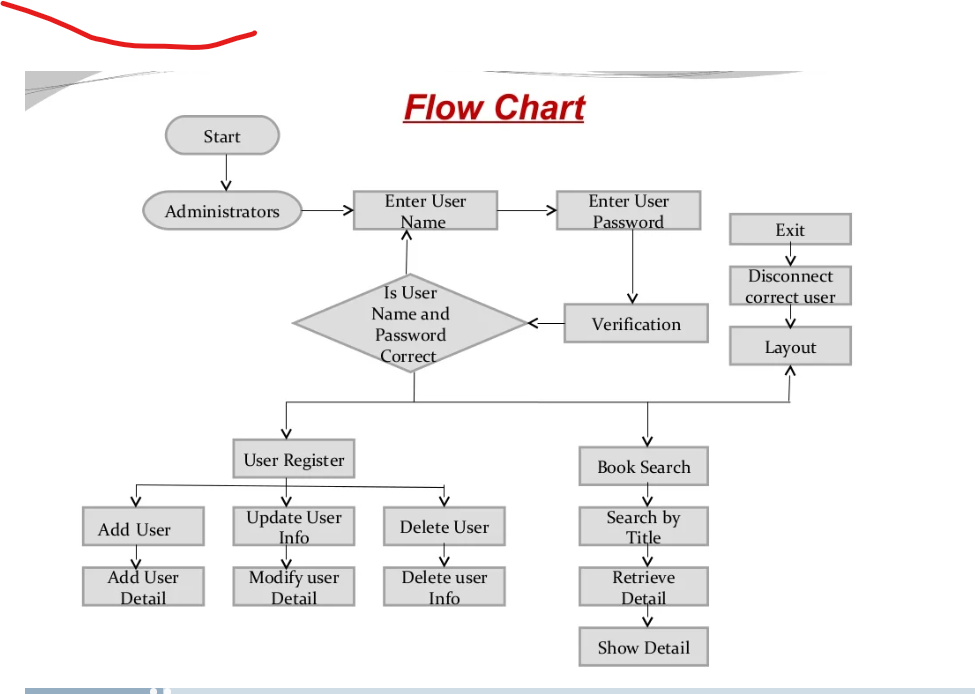 Flow Chart
Start
Administrators
Enter User
Name
Enter User
Password
Exit
Disconnect
correct user
Layout
Is User
Name and
Password
Correct
Verification
User Register
Book Search
Add User
Update User
Info
Delete User
Search by
Title
Add User
Detail
Modify user
Detail
Delete user
Info
Retrieve
Detail
Show Detail